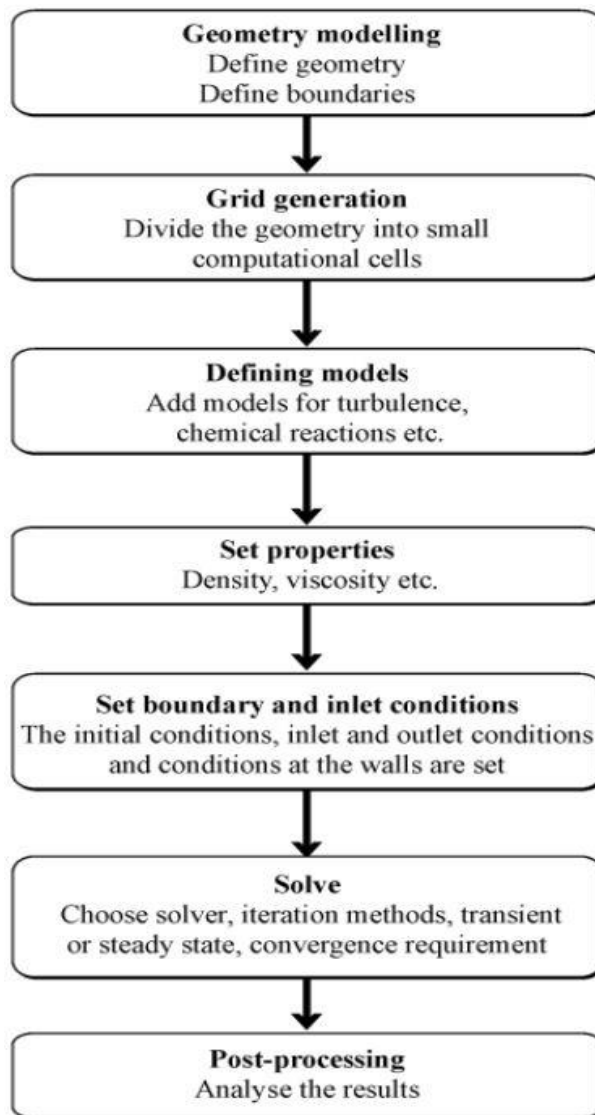 Geometry modelling
Define geometry
Define boundaries
Grid generation
Divide the geometry into small
computational cells
Defining models
Add models for turbulence,
chemical reactions etc.
Set properties
Density, viscosity etc.
Set boundary and inlet conditions
The initial conditions, inlet and outlet conditions
and conditions at the walls are set
Solve
Choose solver, iteration methods, transient
or steady state, convergence requirement
Post-processing
Analyse the results